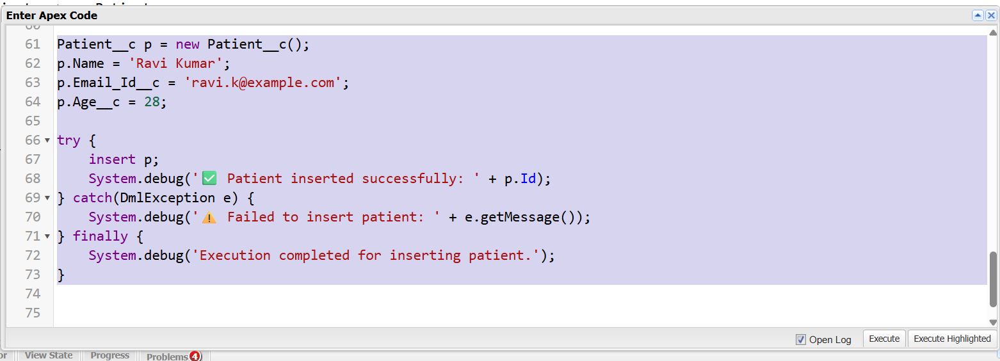 Enter Apex Code
61 Patient__c p = new Patient__c();
62 p.Name = 'Ravi Kumar';
63 p.Email_Id__c = 'ravi.k@example.com';
64 p.Age__c = 28;
65
66 try {
67 insert p;
68 System.debug('✅ Patient inserted successfully: ' + p.Id);
69 } catch(DmlException e) {
70 System.debug('⚠️ Failed to insert patient: ' + e.getMessage());
71 } finally {
72 System.debug('Execution completed for inserting patient.');
73 }
74
75
Open Log Execute Execute Highlighted
View State Progress Problems 4